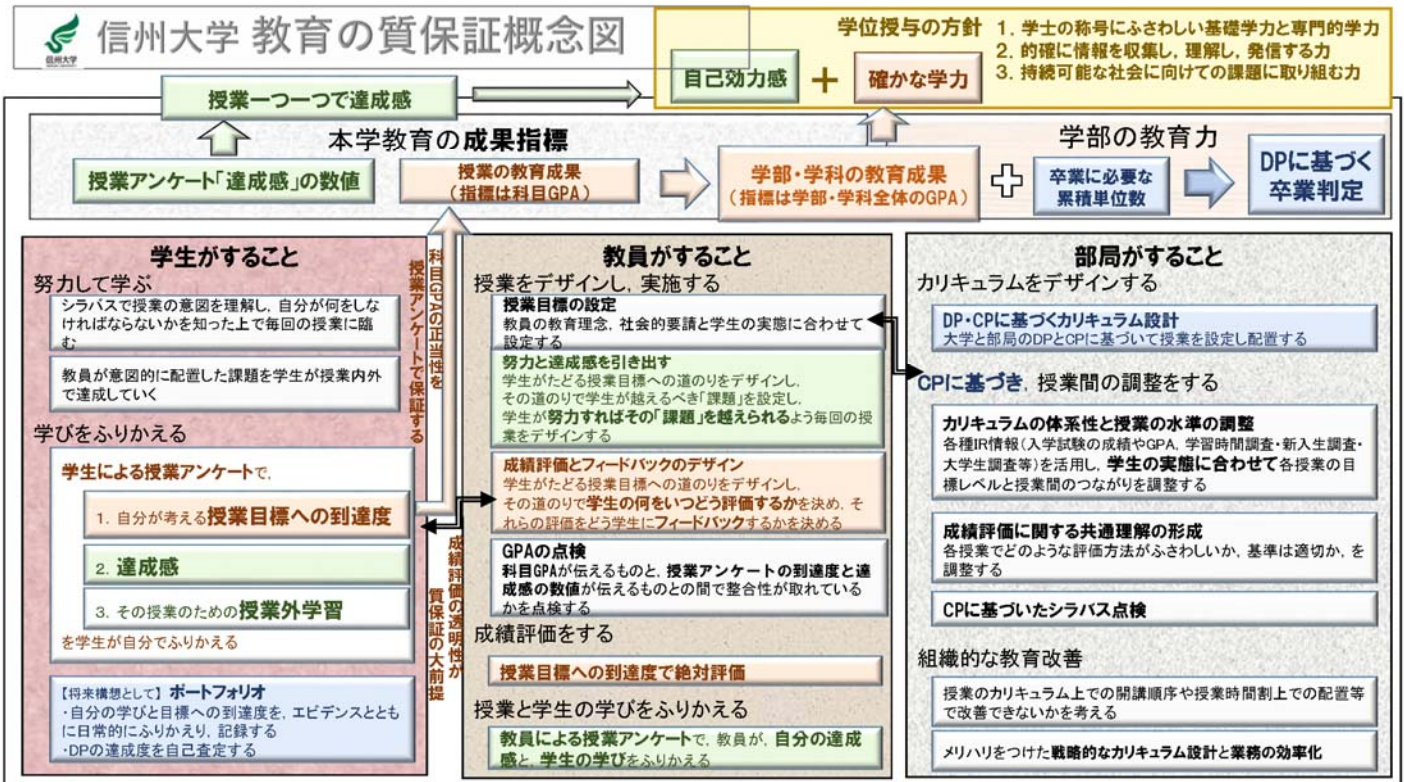 信州大学
信州大学 教育の質保証概念図
学位授与の方針
1. 学士の称号にふさわしい基礎学力と専門的学力
2. 的確に情報を収集し, 理解し, 発信する力
3. 持続可能な社会に向けての課題に取り組む力
自己効力感
+
確かな学力
授業一つ一つで達成感
本学教育の成果指標
学部の教育力
授業アンケート「達成感」の数値
授業の教育成果
(指標は科目GPA)
学部・学科の教育成果
(指標は学部・学科全体のGPA)
卒業に必要な
累積単位数
DPに基づく
卒業判定
学生がすること
努力して学ぶ
シラバスで授業の意図を理解し, 自分が何をしな
ければならないかを知った上で毎回の授業に臨
む
教員が意図的に配置した課題を学生が授業内外
で達成していく
学びをふりかえる
学生による授業アンケートで,
1. 自分が考える授業目標への到達度
2. 達成感
3. その授業のための授業外学習
を学生が自分でふりかえる
【将来構想として】 ポートフォリオ
・自分の学びと目標への到達度を, エビデンスととも
に日常的にふりかえり, 記録する
・DPの達成度を自己査定する
科目GPAの正当性を
授業アンケートで保証する
成績評価の透明性が
質保証の大前提
教員がすること
授業をデザインし, 実施する
授業目標の設定
教員の教育理念, 社会的要請と学生の実態に合わせて
設定する
努力と達成感を引き出す
学生がたどる授業目標への道のりをデザインし,
その道のりで学生が越えるべき「課題」を設定し,
学生が努力すればその「課題」を越えられるよう毎回の授
業をデザインする
成績評価とフィードバックのデザイン
学生がたどる授業目標への道のりをデザインし,
その道のりで学生の何をいつどう評価するかを決め, そ
れらの評価をどう学生にフィードバックするかを決める
GPAの点検
科目GPAが伝えるものと, 授業アンケートの到達度と達
成感の数値が伝えるものとの間で整合性が取れている
かを点検する
成績評価をする
授業目標への到達度で絶対評価
授業と学生の学びをふりかえる
教員による授業アンケートで, 教員が, 自分の達成
感と, 学生の学びをふりかえる
部局がすること
カリキュラムをデザインする
DP・CPに基づくカリキュラム設計
大学と部局のDPとCPに基づいて授業を設定し配置する
CPに基づき, 授業間の調整をする
カリキュラムの体系性と授業の水準の調整
各種IR情報(入学試験の成績やGPA, 学習時間調査・新入生調査・
大学生調査等)を活用し, 学生の実態に合わせて各授業の目
標レベルと授業間のつながりを調整する
成績評価に関する共通理解の形成
各授業でどのような評価方法がふさわしいか, 基準は適切か, を
調整する
CPに基づいたシラバス点検
組織的な教育改善
授業のカリキュラム上での開講順序や授業時間割上での配置等
で改善できないかを考える
メリハリをつけた戦略的なカリキュラム設計と業務の効率化